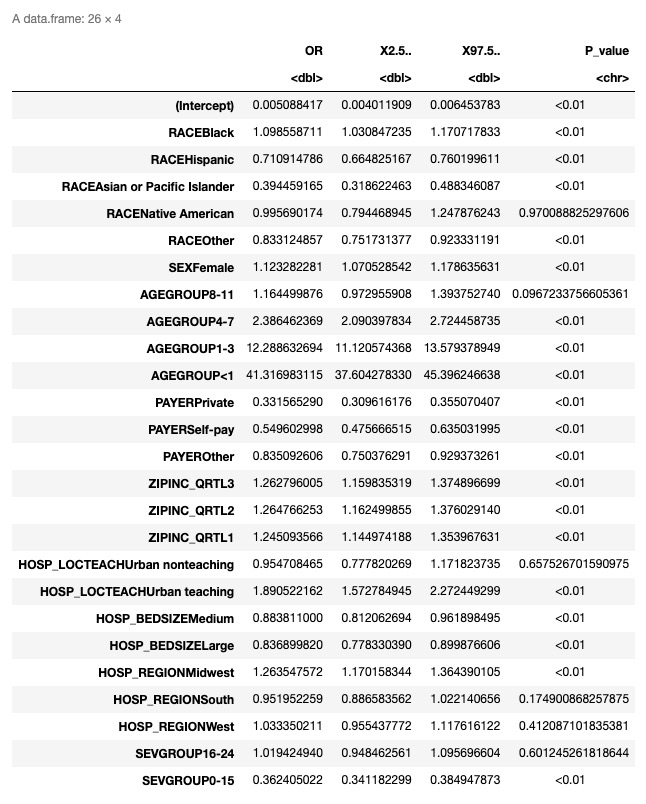 A data.frame: 26 × 4
OR X2.5.. X97.5.. P_value
<dbl> <dbl> <dbl> <chr>
(Intercept) 0.005088417 0.004011909 0.006453783 <0.01
RACEBlack 1.098558711 1.030847235 1.170717833 <0.01
RACEHispanic 0.710914786 0.664825167 0.760199611 <0.01
RACEAsian or Pacific Islander 0.394459165 0.318622463 0.488346087 <0.01
RACENative American 0.995690174 0.794468945 1.247876243 0.970088825297606
RACEOther 0.833124857 0.751731377 0.923331191 <0.01
SEXFemale 1.123282281 1.070528542 1.178635631 <0.01
AGEGROUP8-11 1.164499876 0.972955908 1.393752740 0.0967233756605361
AGEGROUP4-7 2.386462369 2.090397834 2.724458735 <0.01
AGEGROUP1-3 12.288632694 11.120574368 13.579378949 <0.01
AGEGROUP<1 41.316983115 37.604278330 45.396246638 <0.01
PAYERPrivate 0.331565290 0.309616176 0.355070407 <0.01
PAYERSelf-pay 0.549602998 0.475666515 0.635031995 <0.01
PAYEROther 0.835092606 0.750376291 0.929373261 <0.01
ZIPINC_QRTL3 1.262796005 1.159835319 1.374896699 <0.01
ZIPINC_QRTL2 1.264766253 1.162499855 1.376029140 <0.01
ZIPINC_QRTL1 1.245093566 1.144974188 1.353967631 <0.01
HOSP_LOCTEACHUrban nonteaching 0.954708465 0.777820269 1.171823735 0.657526701590975
HOSP_LOCTEACHUrban teaching 1.890522162 1.572784945 2.272449299 <0.01
HOSP_BEDSIZEMedium 0.883811000 0.812062694 0.961898495 <0.01
HOSP_BEDSIZELarge 0.836899820 0.778330390 0.899876606 <0.01
HOSP_REGIONMidwest 1.263547572 1.170158344 1.364390105 <0.01
HOSP_REGIONSouth 0.951952259 0.886583562 1.022140656 0.174900868257875
HOSP_REGIONWest 1.033350211 0.955437772 1.117616122 0.412087101835381
SEVGROUP16-24 1.019424940 0.948462561 1.095696604 0.601245261818644
SEVGROUP0-15 0.362405022 0.341182299 0.384947873 <0.01